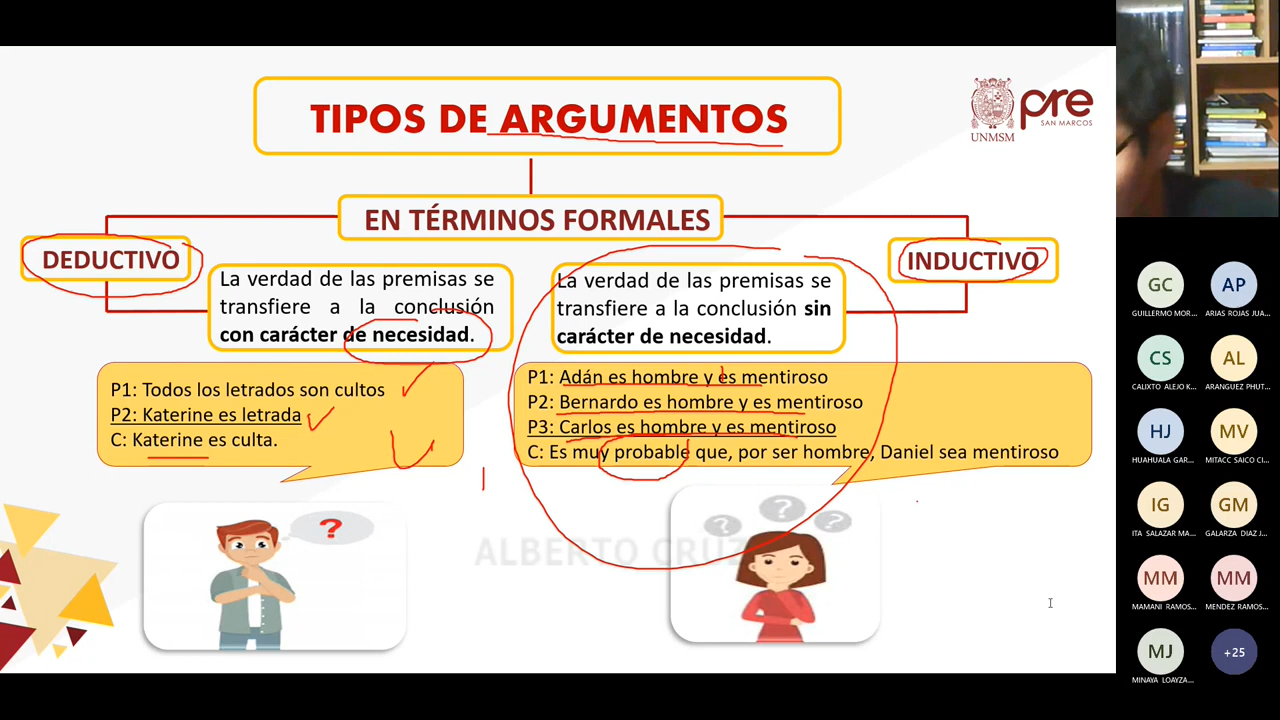 TIPOS DE ARGUMENTOS
UNMSM
pre
SAN MARCOS
EN TÉRMINOS FORMALES
DEDUCTIVO
La verdad de las premisas se
transfiere a la conclusión
con carácter de necesidad.
P1: Todos los letrados son cultos
P2: Katerine es letrada
C: Katerine es culta.
?
INDUCTIVO
La verdad de las premisas se
transfiere a la conclusión sin
carácter de necesidad.
P1: Adán es hombre y es mentiroso
P2: Bernardo es hombre y es mentiroso
P3: Carlos es hombre y es mentiroso
C: Es muy probable que, por ser hombre, Daniel sea mentiroso
? ? ?
ALBERTO CRUZ
GC AP
GUILLERMO MOR... ARIAS ROJAS JUA...
CS AL
CALIXTO ALEJO K... ARANGUEZ PHUT...
HJ MV
HUAHUALA GAR... MITACC SAICO CI...
IG GM
ITA SALAZAR MA... GALARZA DIAZ J...
MM MM
MAMANI RAMOS... MENDEZ RAMOS...
MJ +25
MINAYA LOAYZA...